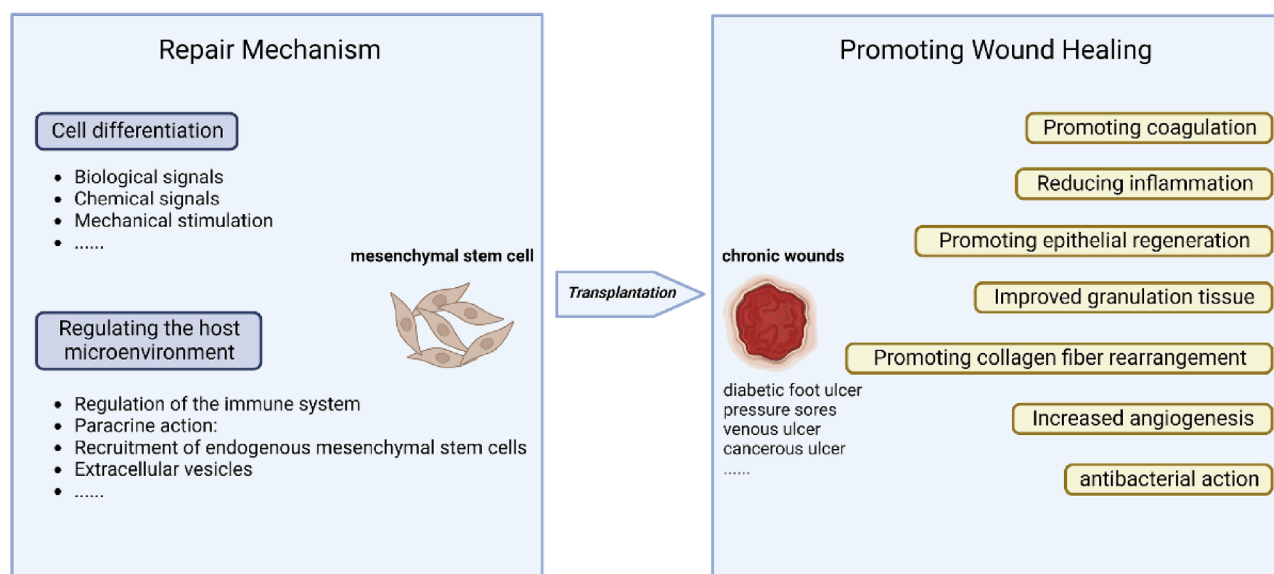 Repair Mechanism
Cell differentiation
• Biological signals
• Chemical signals
• Mechanical stimulation
• ......
mesenchymal stem cell
Regulating the host
microenvironment
• Regulation of the immune system
• Paracrine action:
• Recruitment of endogenous mesenchymal stem cells
• Extracellular vesicles
• ......
Transplantation
Promoting Wound Healing
chronic wounds
diabetic foot ulcer
pressure sores
venous ulcer
cancerous ulcer
......
Promoting coagulation
Reducing inflammation
Promoting epithelial regeneration
Improved granulation tissue
Promoting collagen fiber rearrangement
Increased angiogenesis
antibacterial action